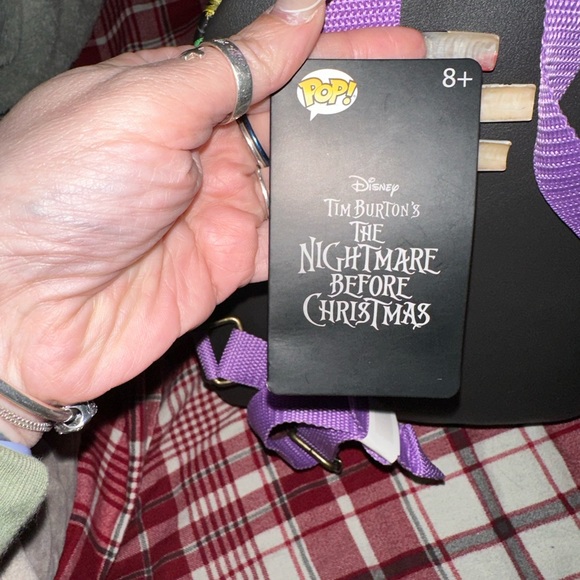 POP!
8+
Disney
TIM BURTON'S
THE
NIGHTMARE
BEFORE
CHRISTMAS